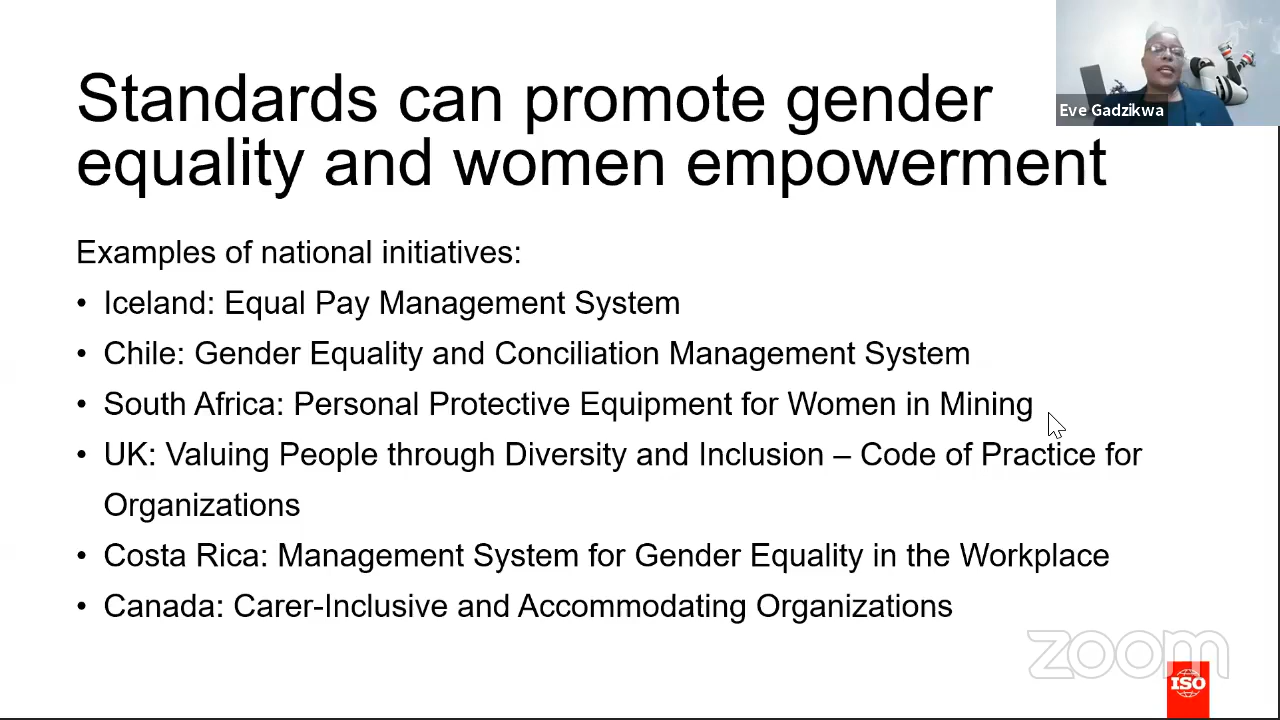 Standards can promote gender
equality and women empowerment
Eve Gadzikwa
Examples of national initiatives:
• Iceland: Equal Pay Management System
• Chile: Gender Equality and Conciliation Management System
• South Africa: Personal Protective Equipment for Women in Mining
• UK: Valuing People through Diversity and Inclusion – Code of Practice for
Organizations
• Costa Rica: Management System for Gender Equality in the Workplace
• Canada: Carer-Inclusive and Accommodating Organizations
zoom
ISO